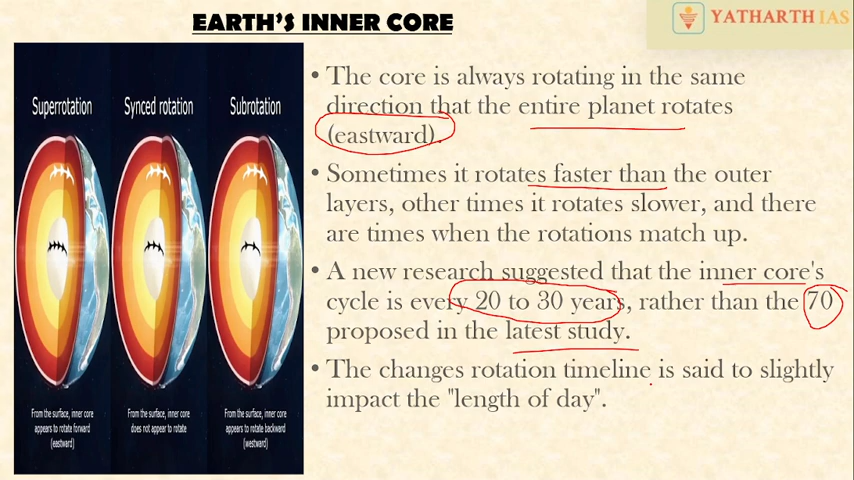 EARTH'S INNER CORE
YATHARTH IAS
Superrotation
Synced rotation
Subrotation
From the surface, inner core
appears to rotate forward
(eastward)
From the surface, inner core
does not appear to rotate
From the surface, inner core
appears to rotate backward
(westward)
• The core is always rotating in the same
direction that the entire planet rotates
(eastward).
• Sometimes it rotates faster than the outer
layers, other times it rotates slower, and there
are times when the rotations match up.
• A new research suggested that the inner core's
cycle is every 20 to 30 years, rather than the 70
proposed in the latest study.
• The changes rotation timeline is said to slightly
impact the "length of day".